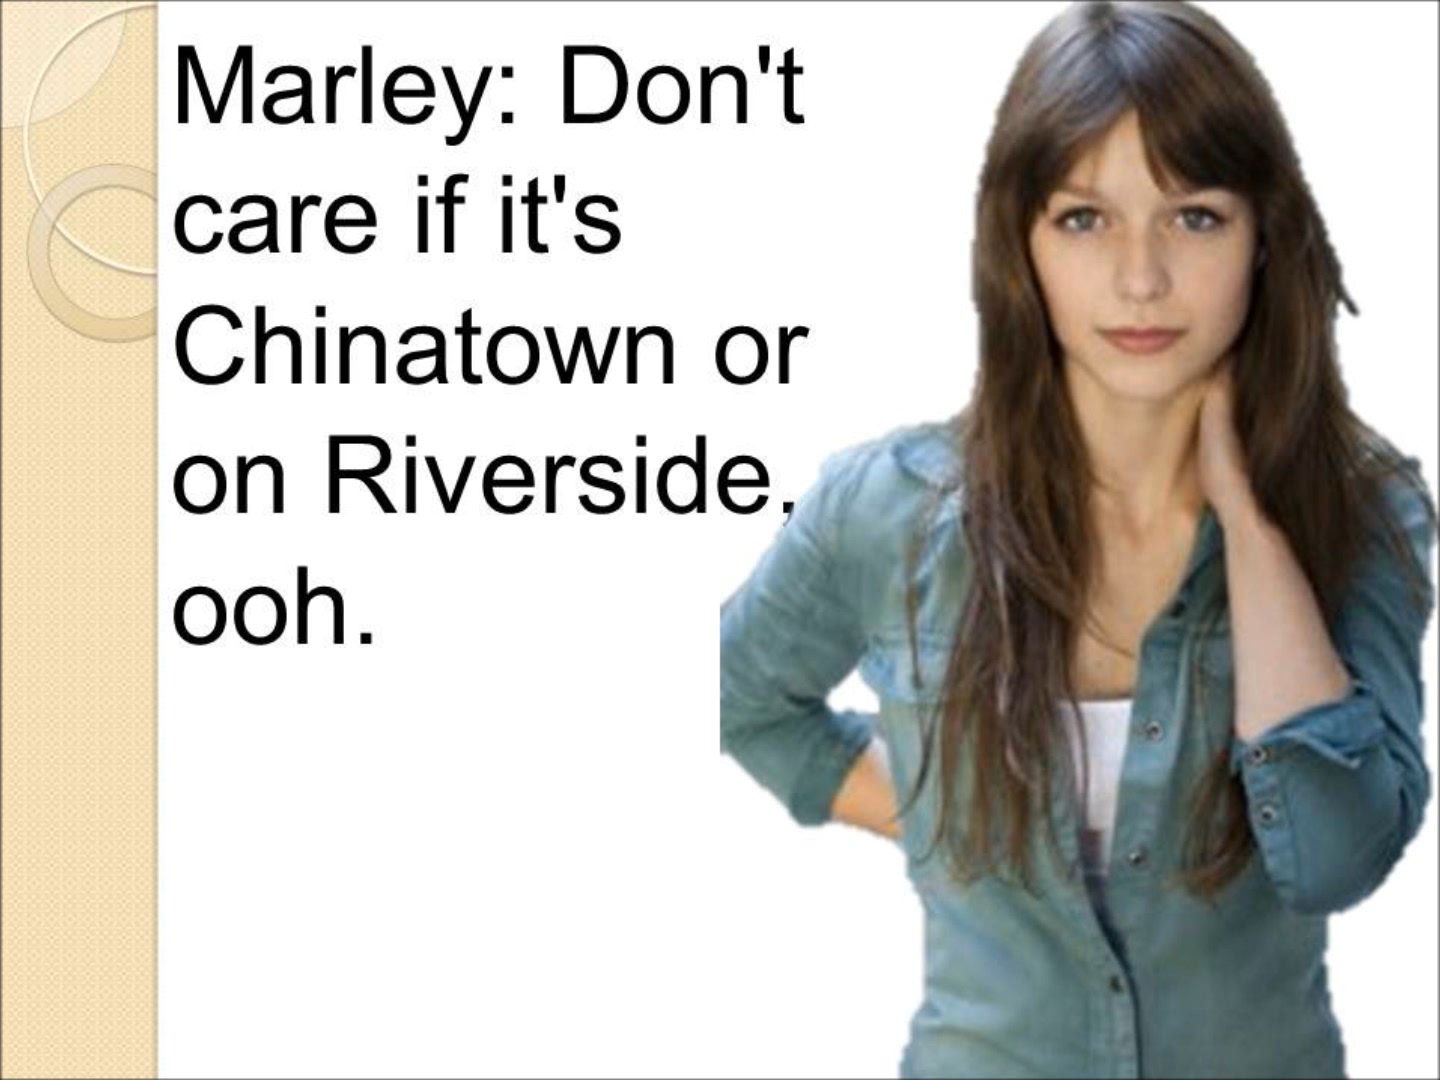 Marley: Don't
care if it's
Chinatown or
on Riverside,
ooh.